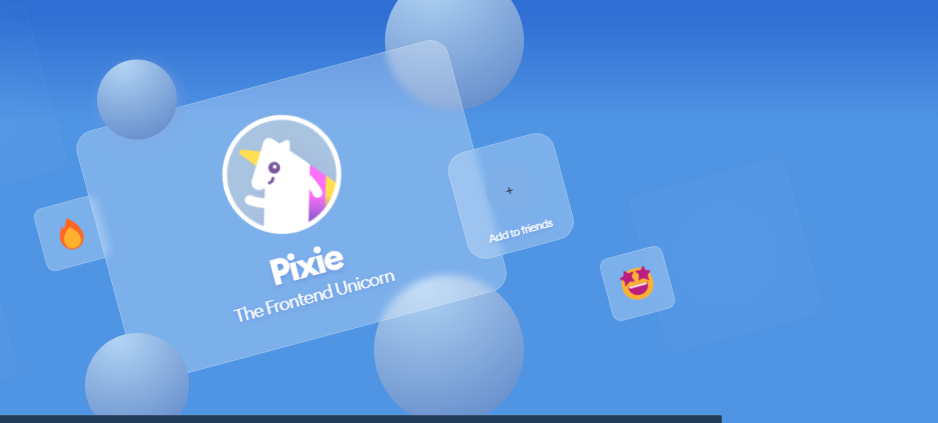 Pixie
The Frontend Unicorn
+
Add to friends